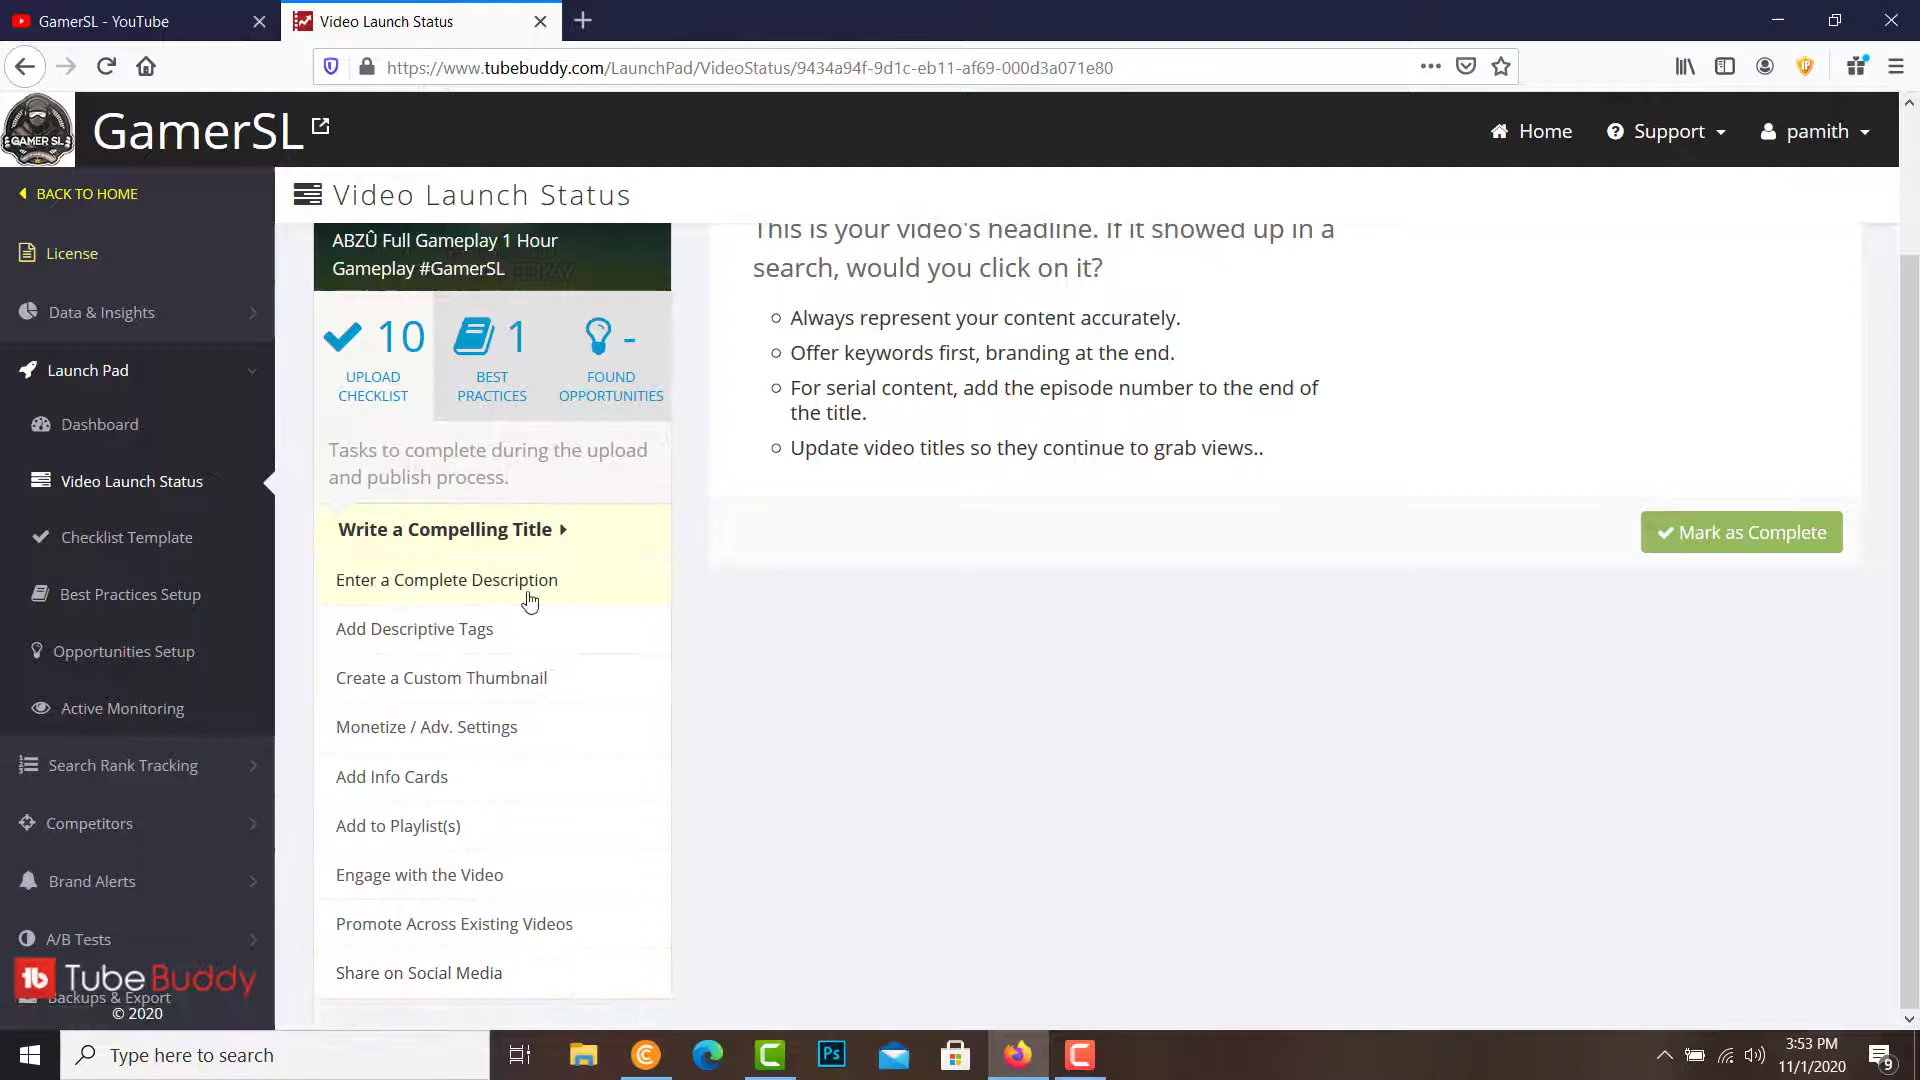 GamerSL - YouTube
Video Launch Status
https://www.tubebuddy.com/LaunchPad/VideoStatus/9434a94f-9d1c-eb11-af69-000d3a071e80
GAMER SL
GamerSL
Home
Support
pamith
BACK TO HOME
License
Data & Insights
Launch Pad
Dashboard
Video Launch Status
Checklist Template
Best Practices Setup
Opportunities Setup
Active Monitoring
Search Rank Tracking
Competitors
Brand Alerts
A/B Tests
tb TubeBuddy
Backups & Export
© 2020
Video Launch Status
ABZÛ Full Gameplay 1 Hour
Gameplay #GamerSL
10
UPLOAD
CHECKLIST
1
BEST
PRACTICES
-
FOUND
OPPORTUNITIES
Tasks to complete during the upload
and publish process.
Write a Compelling Title
Enter a Complete Description
Add Descriptive Tags
Create a Custom Thumbnail
Monetize / Adv. Settings
Add Info Cards
Add to Playlist(s)
Engage with the Video
Promote Across Existing Videos
Share on Social Media
This is your video's headline. If it showed up in a
search, would you click on it?
Always represent your content accurately.
Offer keywords first, branding at the end.
For serial content, add the episode number to the end of
the title.
Update video titles so they continue to grab views..
Mark as Complete
Type here to search
Ps
3:53 PM
11/1/2020
9